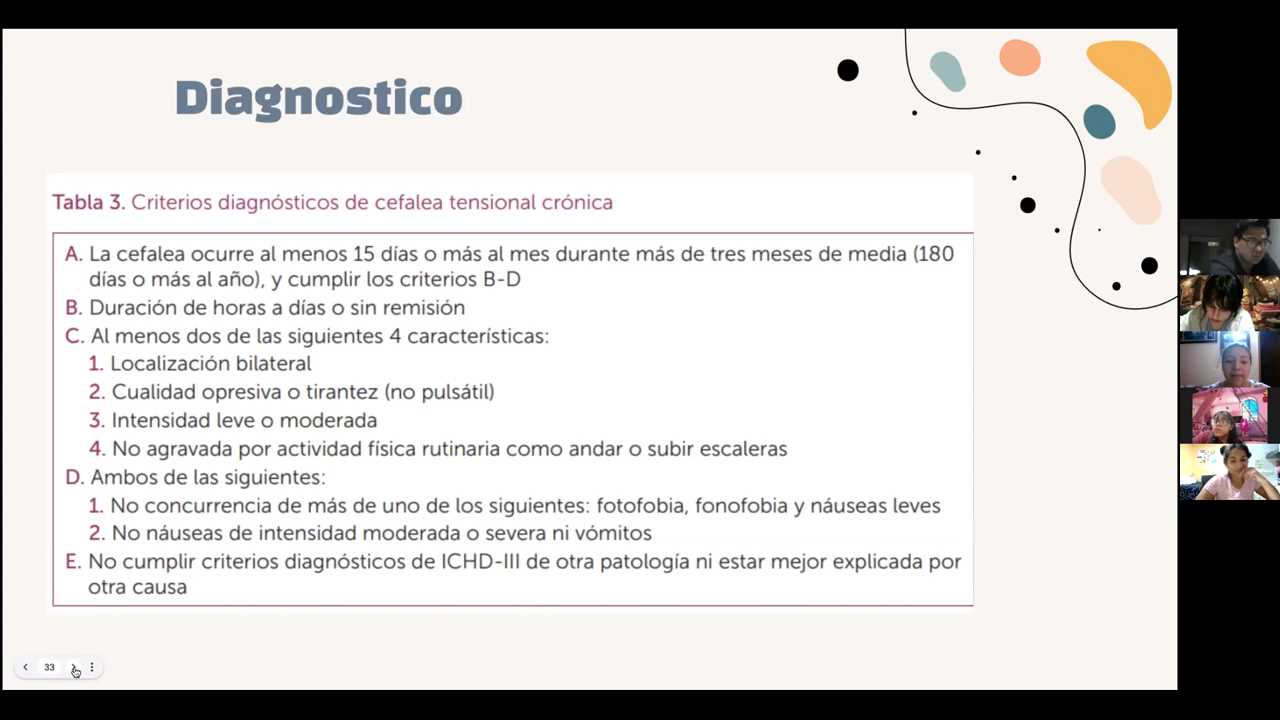 Diagnostico
Tabla 3. Criterios diagnósticos de cefalea tensional crónica
A. La cefalea ocurre al menos 15 días o más al mes durante más de tres meses de media (180
días o más al año), y cumplir los criterios B-D
B. Duración de horas a días o sin remisión
C. Al menos dos de las siguientes 4 características:
1. Localización bilateral
2. Cualidad opresiva o tirantez (no pulsátil)
3. Intensidad leve o moderada
4. No agravada por actividad física rutinaria como andar o subir escaleras
D. Ambos de las siguientes:
1. No concurrencia de más de uno de los siguientes: fotofobia, fonofobia y náuseas leves
2. No náuseas de intensidad moderada o severa ni vómitos
E. No cumplir criterios diagnósticos de ICHD-III de otra patología ni estar mejor explicada por
otra causa
33